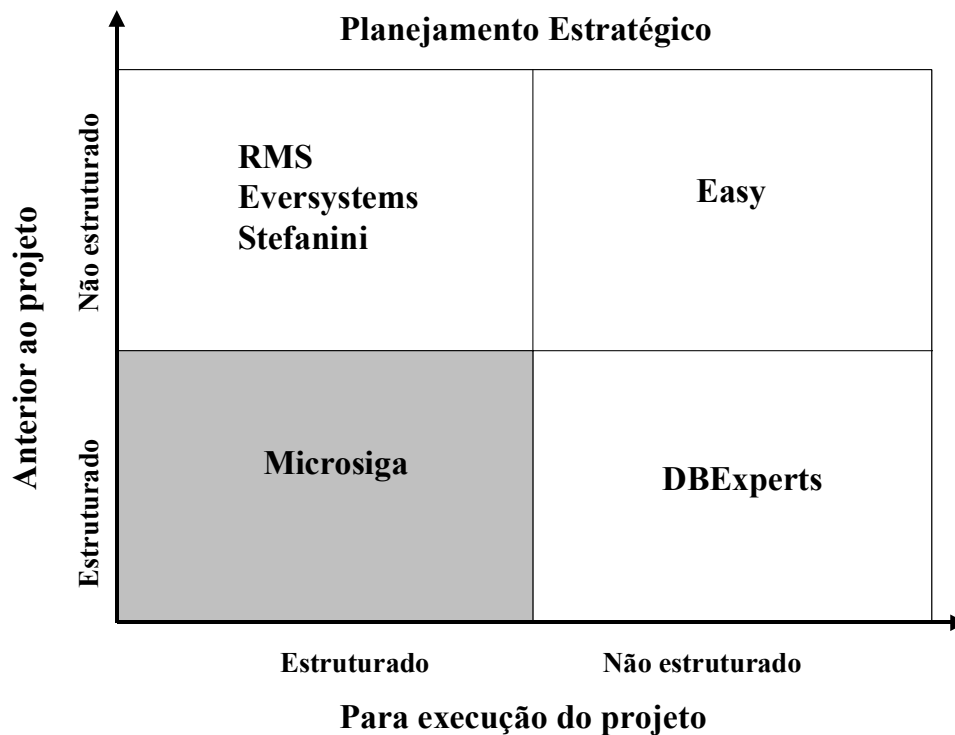 Planejamento Estratégico
Anterior ao projeto
Não estruturado
RMS
Eversystems
Stefanini
Easy
Estruturado
Microsiga
DBExperts
Estruturado
Não estruturado
Para execução do projeto